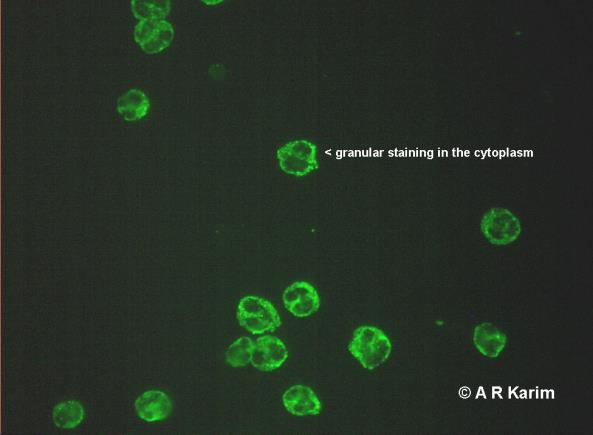 < granular staining in the cytoplasm
© A R Karim